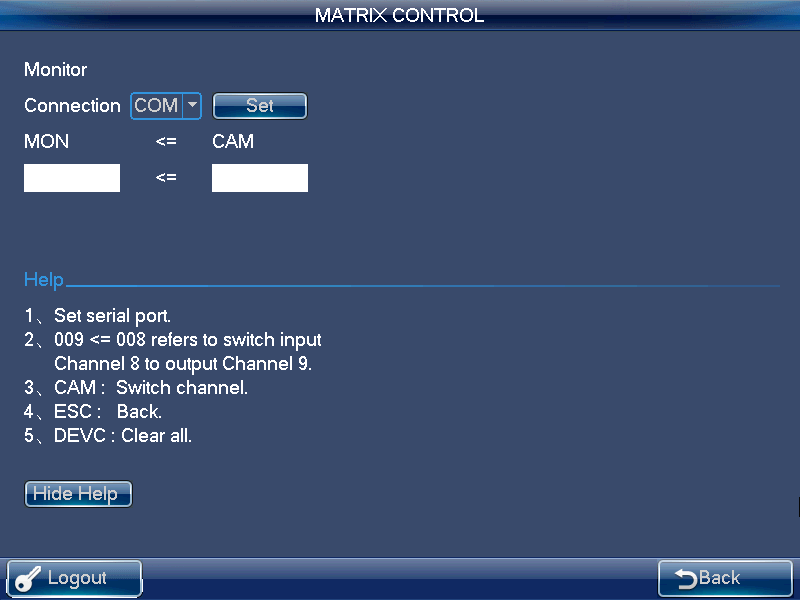 MATRIX CONTROL
Monitor
Connection COM Set
MON <= CAM
<=
Help
1、Set serial port.
2、009 <= 008 refers to switch input
Channel 8 to output Channel 9.
3、CAM : Switch channel.
4、ESC : Back.
5、DEVC : Clear all.
Hide Help
Logout Back